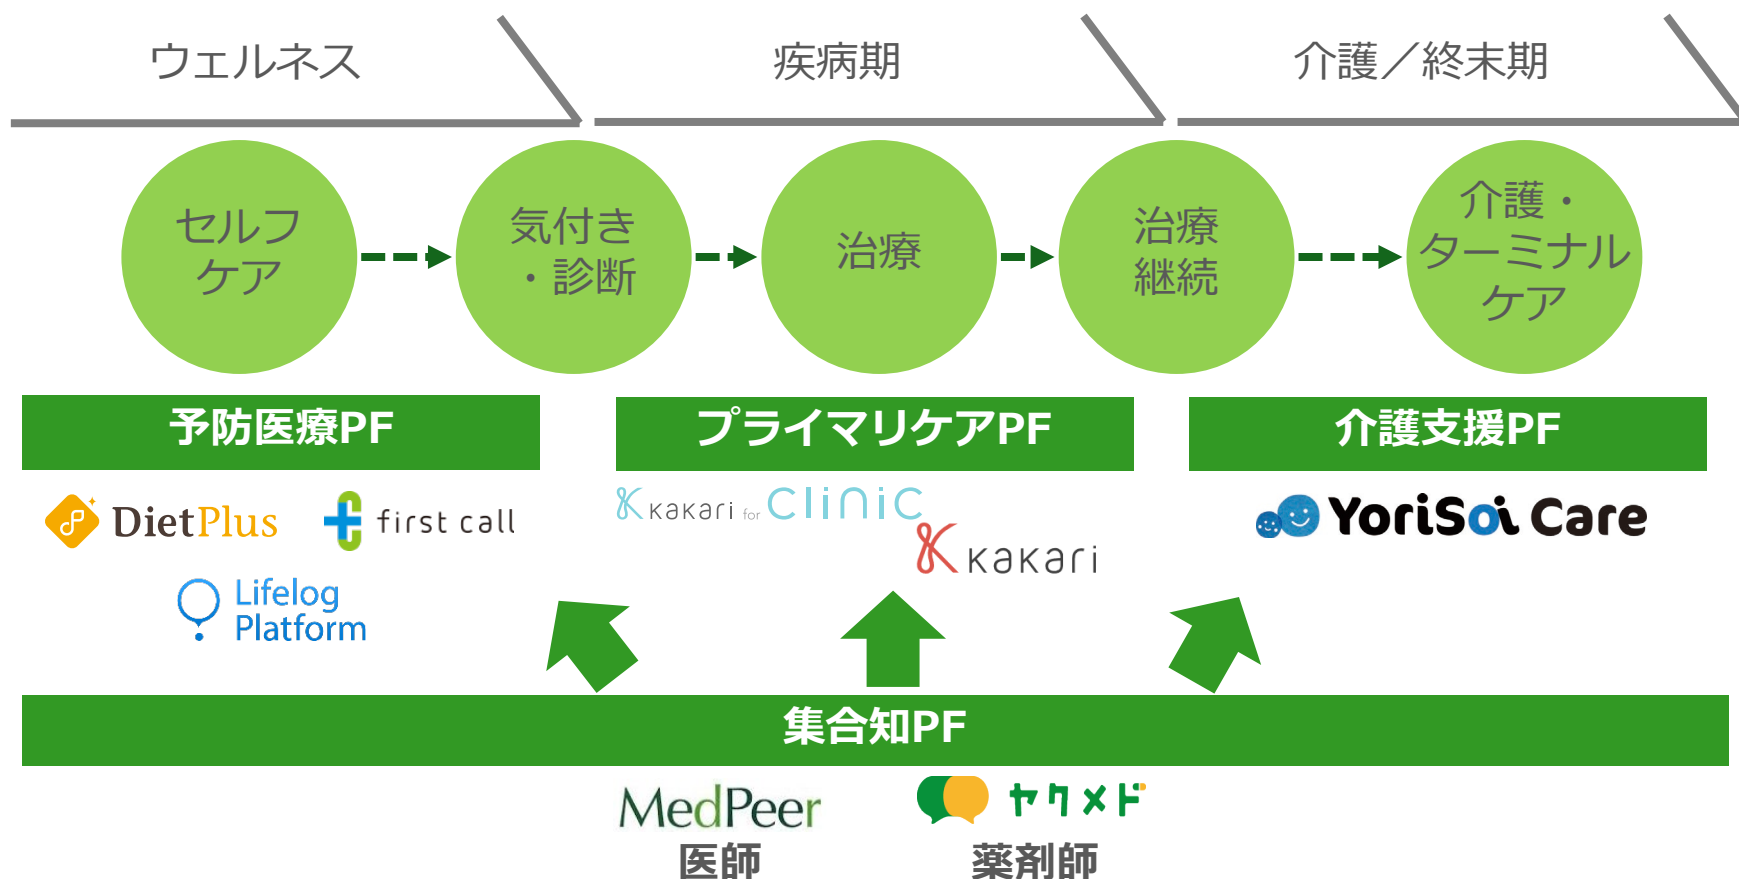 ウェルネス
疾病期
介護／終末期
セルフ
ケア
気付き
・診断
治療
治療
継続
介護・
ターミナル
ケア
予防医療PF
プライマリケアPF
介護支援PF
DietPlus
first call
Lifelog
Platform
kakari for cliniC
kakari
YoriSoi Care
集合知PF
MedPeer
医師
ヤクメド
薬剤師